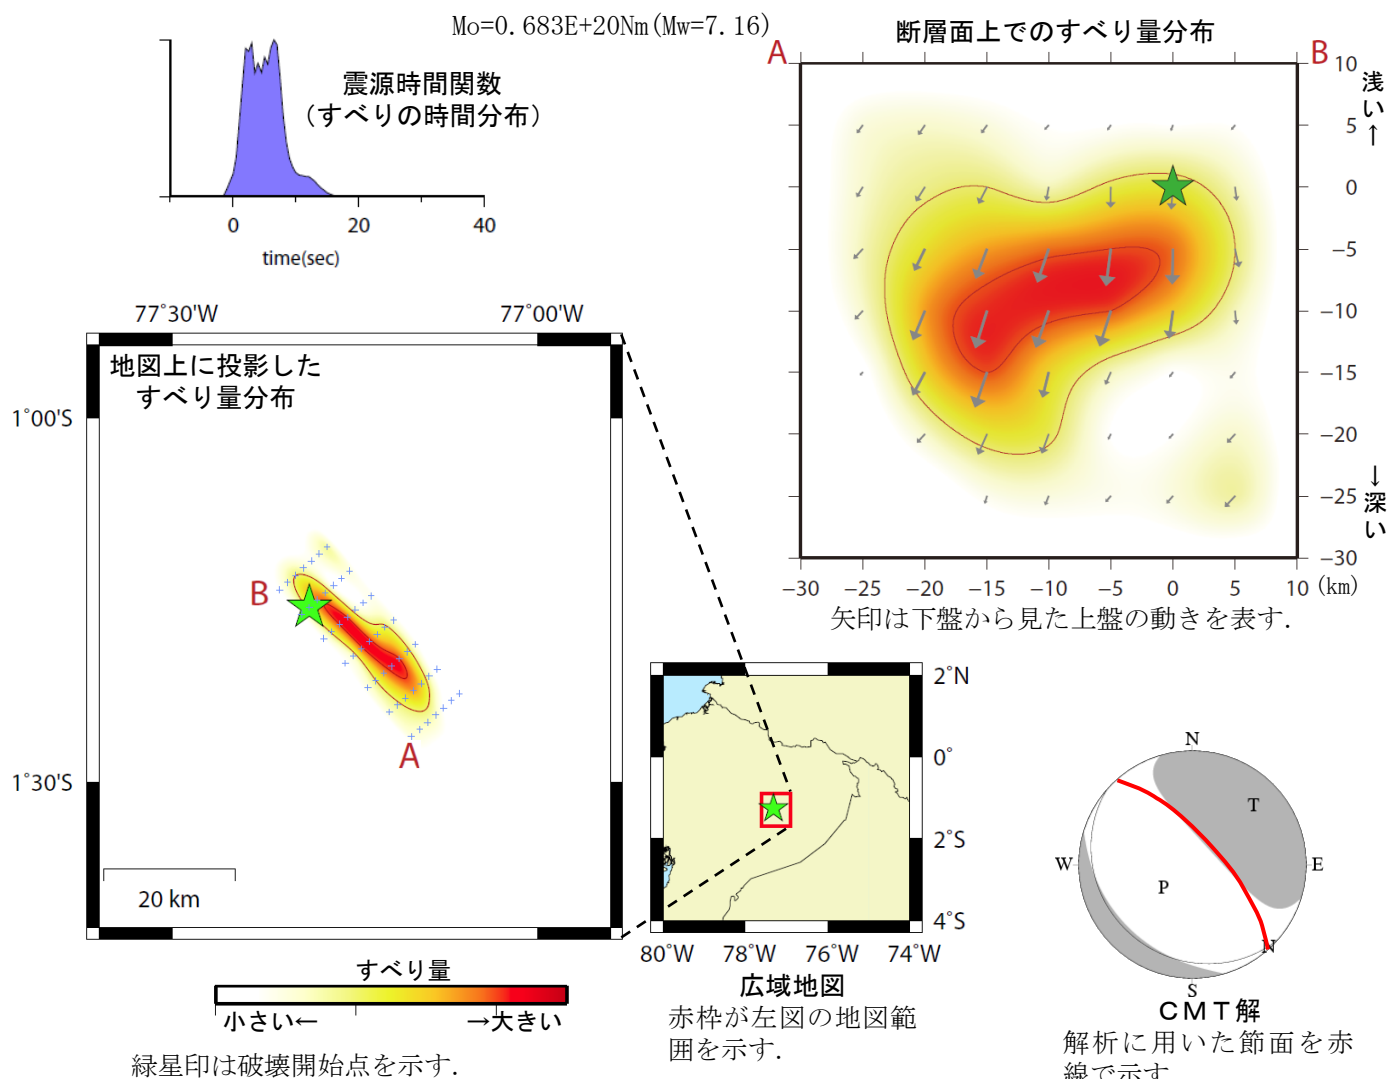 Mo=0.683E+20Nm(Mw=7.16)
震源時間関数
(すべりの時間分布)
0
20
40
time(sec)
断層面上でのすべり量分布
A
B
10
5
0
−5
−10
−15
−20
−25
−30
浅い↑
↓深い
−30 −25 −20 −15 −10 −5 0 5 10 (km)
矢印は下盤から見た上盤の動きを表す.
77˚30'W
77˚00'W
地図上に投影した
すべり量分布
1˚00'S
1˚30'S
B
A
20 km
すべり量
小さい←
→大きい
緑星印は破壊開始点を示す.
2˚N
0˚
2˚S
4˚S
80˚W 78˚W 76˚W 74˚W
広域地図
赤枠が左図の地図範
囲を示す.
N
T
W
P
E
N
S
CMT解
解析に用いた節面を赤
線で示す